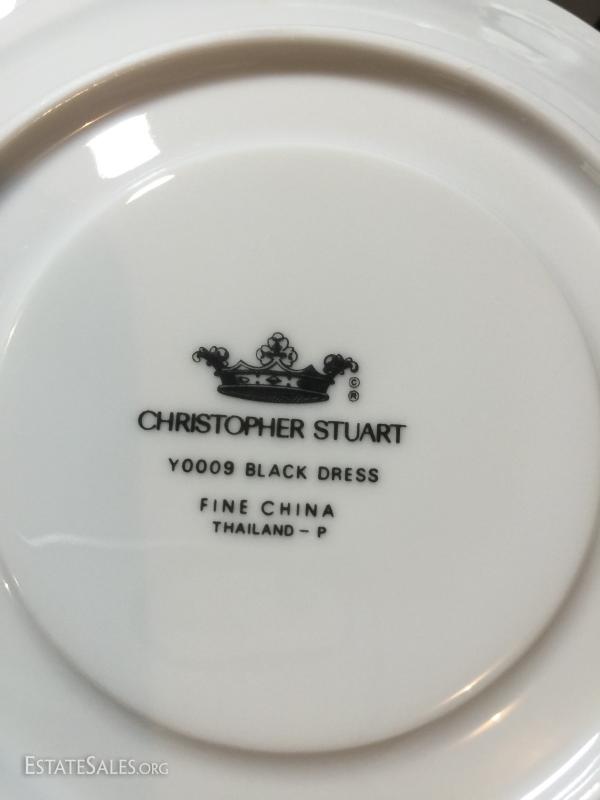 ©
®
CHRISTOPHER STUART
Y0009 BLACK DRESS
FINE CHINA
THAILAND - P
ESTATESALES.ORG